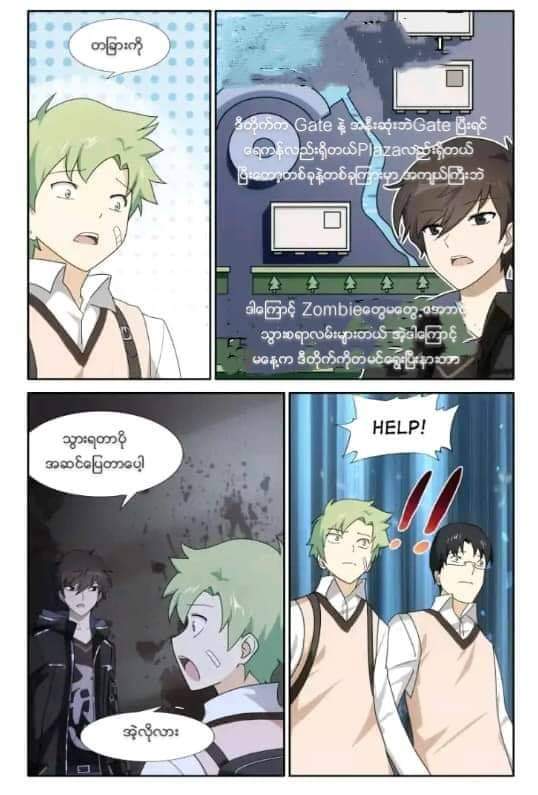 တခြားကို
ဒီတိုက်က Gate နဲ့ အနီးဆုံးဘဲGate ပြီးရင်
ရေကန်လည်းရှိတယ်Plazaလည်းရှိတယ်
ပြီးတော့တစ်ခုနဲ့တစ်ခုကြားမှာ အကျယ်ကြီးဘဲ
ဒါကြောင့် Zombieတွေမတွေ့အောင်
သွားစရာလမ်းများတယ် အဲ့ဒါကြောင့်
မနေ့က ဒီတိုက်ကိုတမင်ရွေးပြီးနားတာ
သွားရတာပို
အဆင်ပြေတာပေါ့
အဲ့လိုလား
HELP!
!!